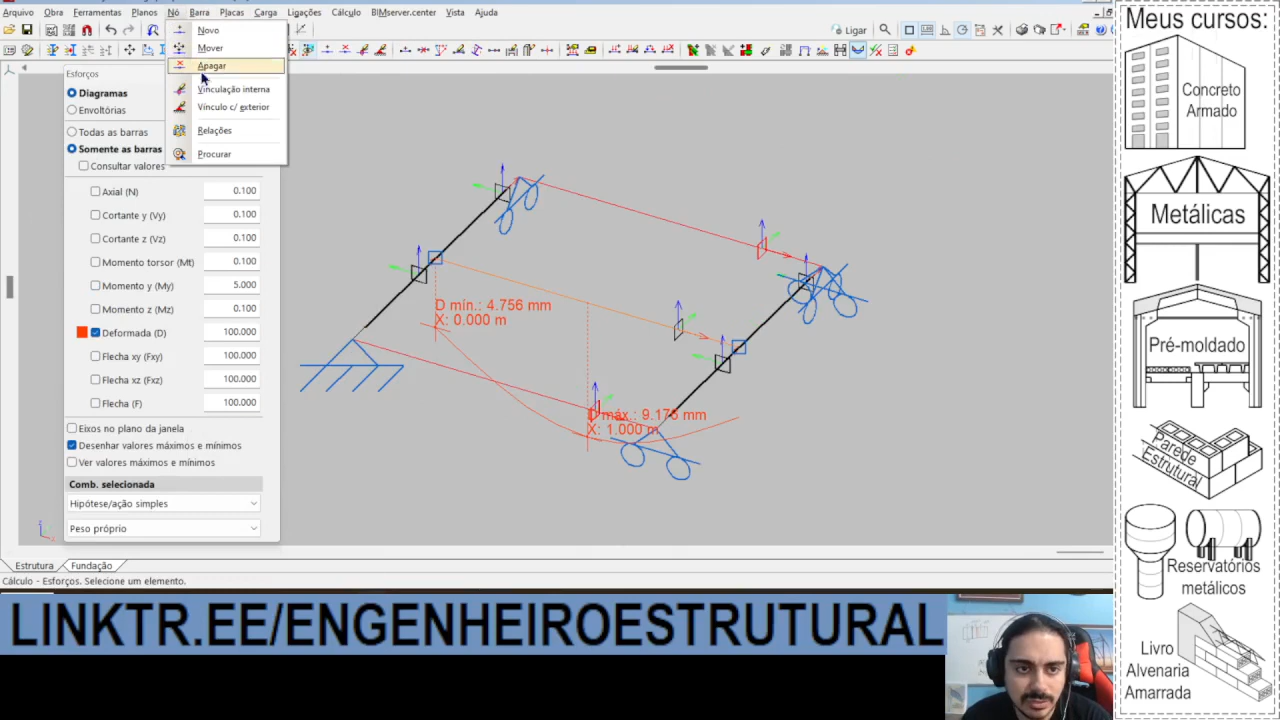 Arquivo Obra Ferramentas Planos Nó Barra Placas Carga Ligações Cálculo BIMserver.center Vista Ajuda
Ligar
Novo
Mover
Apagar
Vinculação interna
Vínculo c/ exterior
Relações
Procurar
Esforços
Diagramas
Envoltórias
Todas as barras
Somente as barras
Consultar valores
Axial (N) 0.100
Cortante y (Vy) 0.100
Cortante z (Vz) 0.100
Momento torsor (Mt) 0.100
Momento y (My) 5.000
Momento z (Mz) 0.100
Deformada (D) 100.000
Flecha xy (Fxy) 100.000
Flecha xz (Fxz) 100.000
Flecha (F) 100.000
Eixos no plano da janela
Desenhar valores máximos e mínimos
Ver valores máximos e mínimos
Comb. selecionada
Hipótese/ação simples
Peso próprio
D mín.: 4.756 mm
X: 0.000 m
D máx.: 9.175 mm
X: 1.000 m
Estrutura Fundação
Cálculo - Esforços. Selecione um elemento.
LINKTR.EE/ENGENHEIROESTRUTURAL
Meus cursos:
Concreto
Armado
Metálicas
Pré-moldado
Parede
Estrutural
Reservatórios
metálicos
Livro
Alvenaria
Amarrada